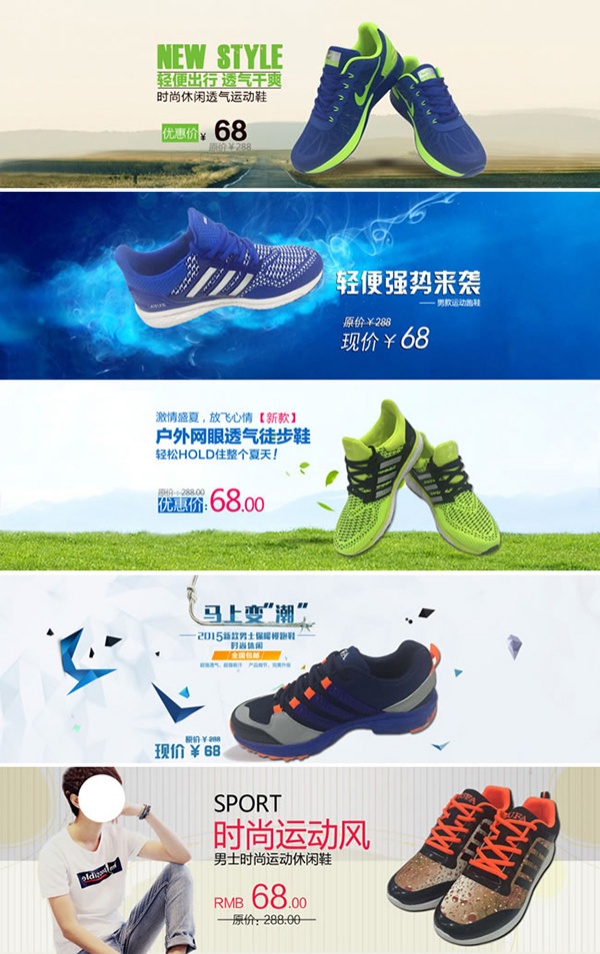 NEW STYLE
轻便出行 透气干爽
时尚休闲透气运动鞋
优惠价 ¥ 68
原价¥288
轻便强势来袭
——男款运动跑鞋
原价¥288
现价¥68
激情盛夏，放飞心情【新款】
户外网眼透气徒步鞋
轻松HOLD住整个夏天！
原价：288.00
优惠价:68.00
马上变"潮"
2015新款男士保暖慢跑鞋
时尚休闲
全国包邮
原价¥288
现价¥68
SPORT
时尚运动风
男士时尚运动休闲鞋
RMB 68.00
原价：288.00